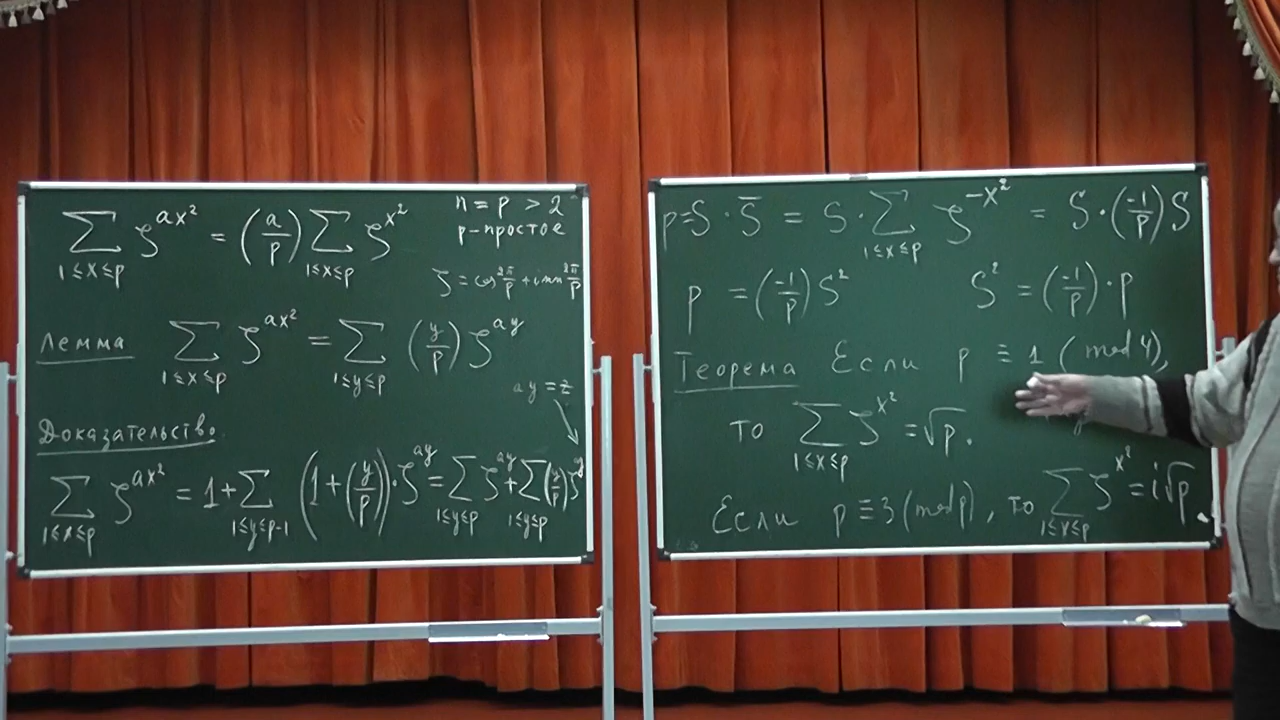 ∑_{1≤x≤p} ζ^{ax²} = (a/p) ∑_{1≤x≤p} ζ^{x²}
n = p > 2
p-простое
ζ = cos 2π/p + i sin 2π/p
Лемма ∑_{1≤x≤p} ζ^{ax²} = ∑_{1≤y≤p} (y/p) ζ^{ay}
ay = z
Доказательство.
∑_{1≤x≤p} ζ^{ax²} = 1 + ∑_{1≤y≤p-1} (1 + (y/p)) · ζ^{ay} = ∑_{1≤y≤p} ζ^{ay} + ∑_{1≤y≤p} (y/p) ζ^{ay}
p = S · S̅ = S · ∑_{1≤x≤p} ζ^{-x²} = S · (-1/p) S
p = (-1/p) S² S² = (-1/p) · p
Теорема Если p ≡ 1 (mod 4),
то ∑_{1≤x≤p} ζ^{x²} = √p.
Если p ≡ 3 (mod p), то ∑_{1≤x≤p} ζ^{x²} = i√p.